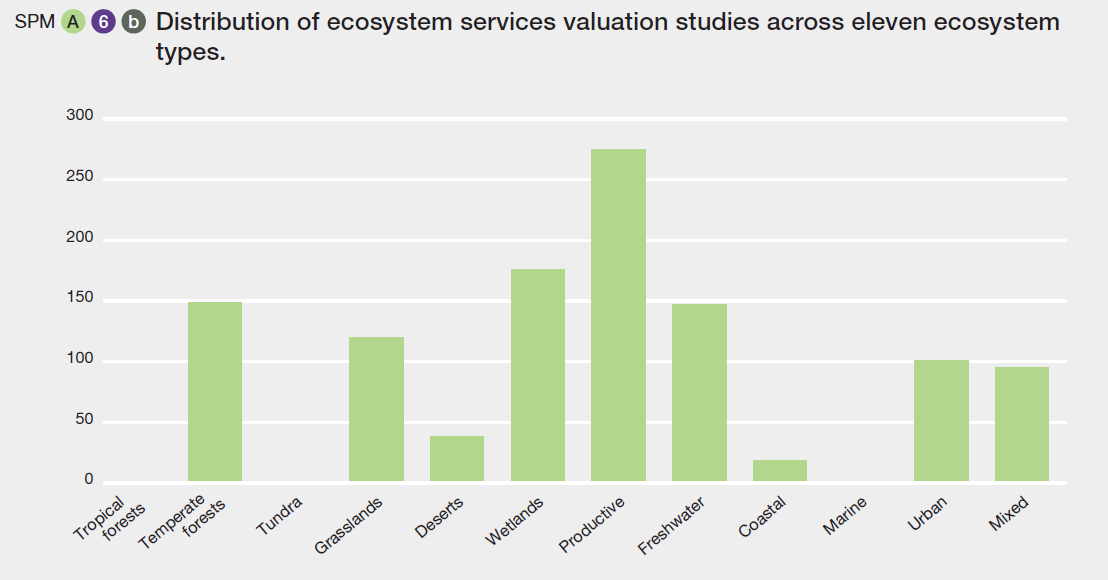 SPM A 6 b Distribution of ecosystem services valuation studies across eleven ecosystem
types.
300
250
200
150
100
50
0
Tropical
forests
Temperate
forests
Tundra
Grasslands
Deserts
Wetlands
Productive
Freshwater
Coastal
Marine
Urban
Mixed